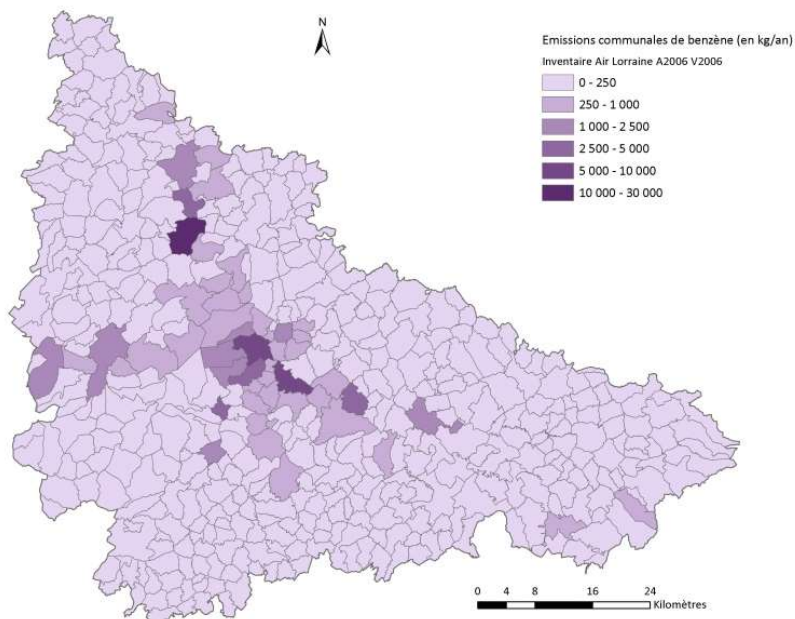 N
Emissions communales de benzène (en kg/an)
Inventaire Air Lorraine A2006 V2006
0 - 250
250 - 1 000
1 000 - 2 500
2 500 - 5 000
5 000 - 10 000
10 000 - 30 000
0 4 8 16 24
Kilomètres